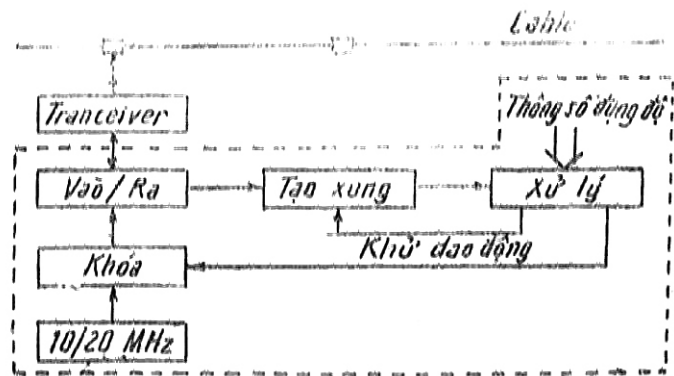 Cable
Tranceiver
Thông số đụng độ
Vào/Ra
Tạo xung
Xử lý
Khử dao động
Khóa
10/20 MHz